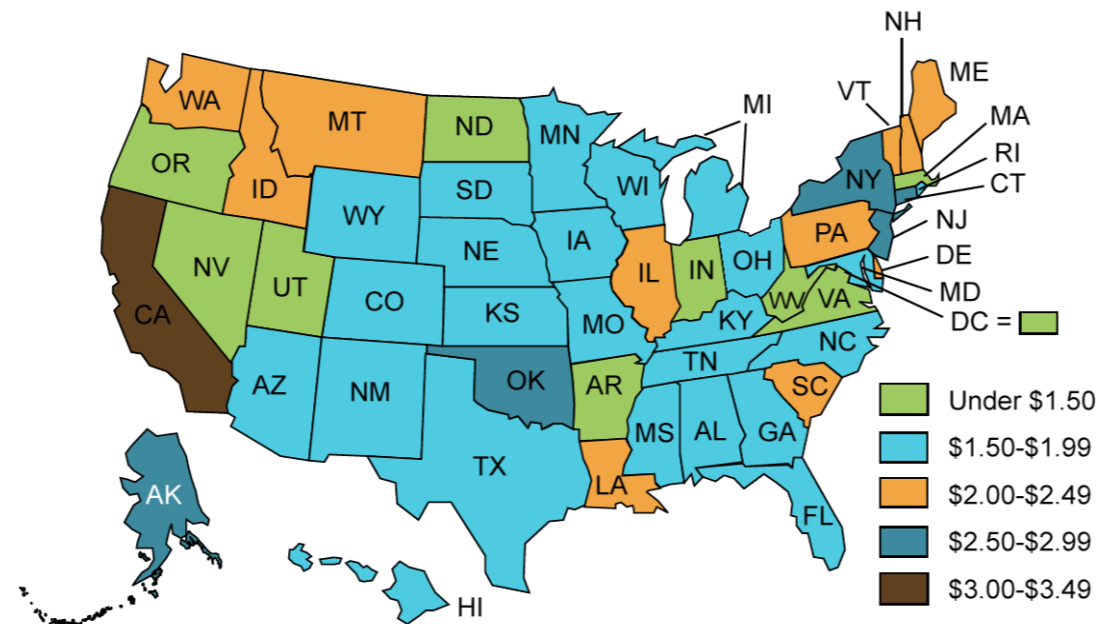 NH
ME
VT
MI
MA
WA
MT
ND
MN
RI
OR
CT
ID
SD
WI
NY
WY
NJ
PA
NE
IA
DE
NV
UT
IL
IN
OH
MD
CO
WV
VA
CA
KS
MO
KY
DC =
NC
TN
AZ
NM
OK
AR
SC
Under $1.50
MS
AL
GA
$1.50-$1.99
TX
LA
AK
$2.00-$2.49
FL
$2.50-$2.99
$3.00-$3.49
HI